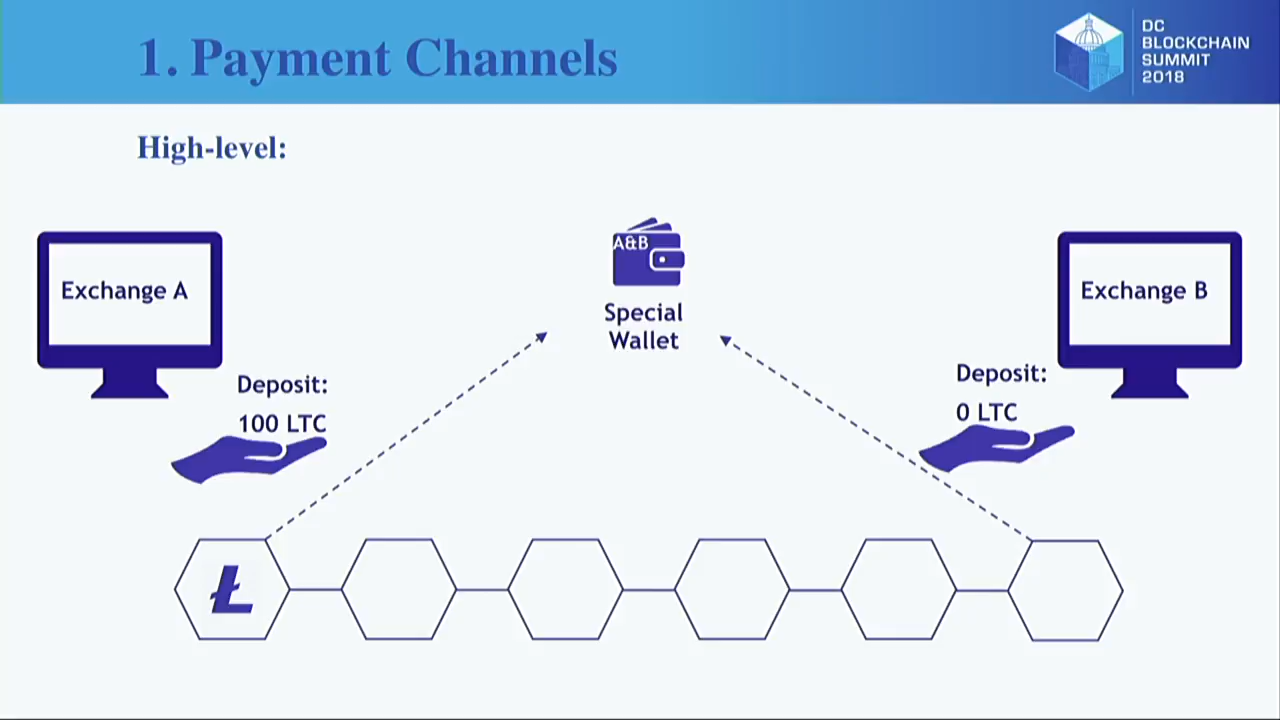 1. Payment Channels
DC
BLOCKCHAIN
SUMMIT
2018
High-level:
Exchange A
A&B
Special
Wallet
Exchange B
Deposit:
100 LTC
Deposit:
0 LTC
Ł